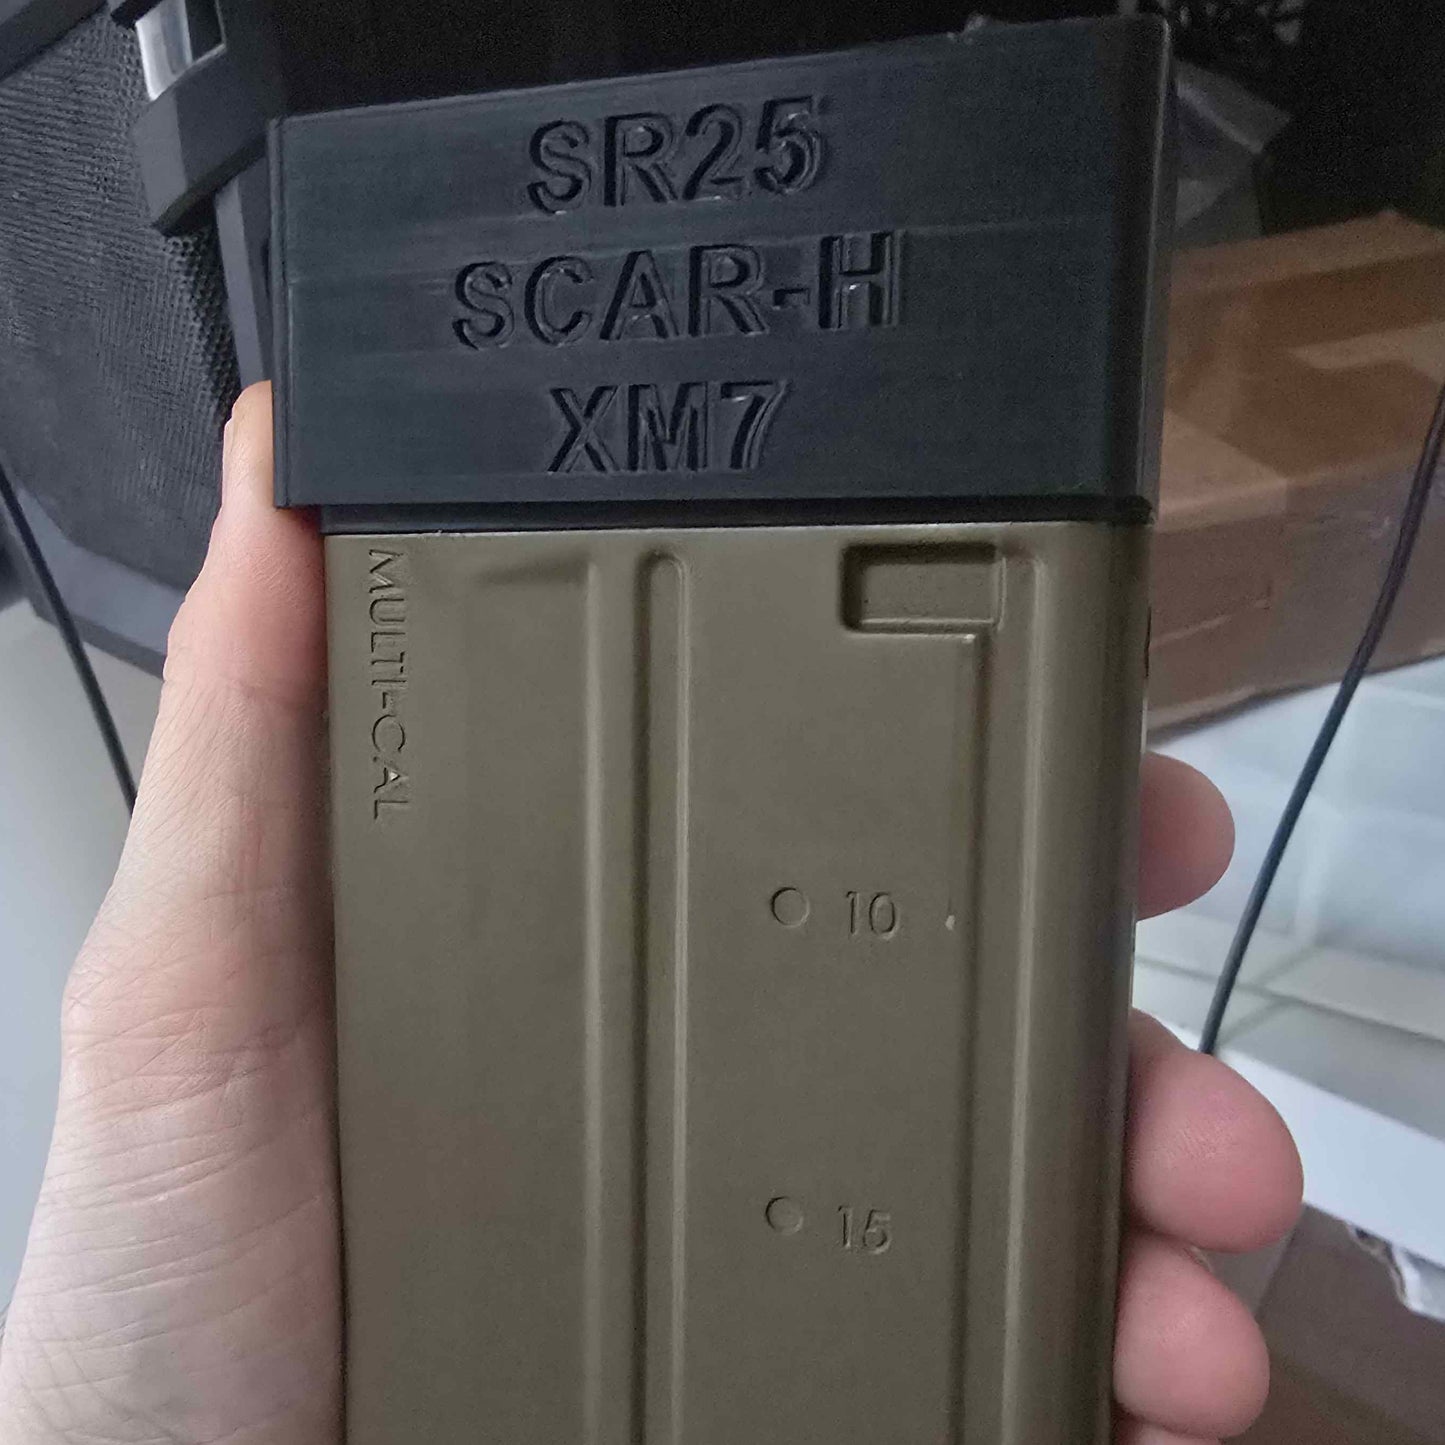 SR25
SCAR-H
XM7
MULTI-CAL
10
15